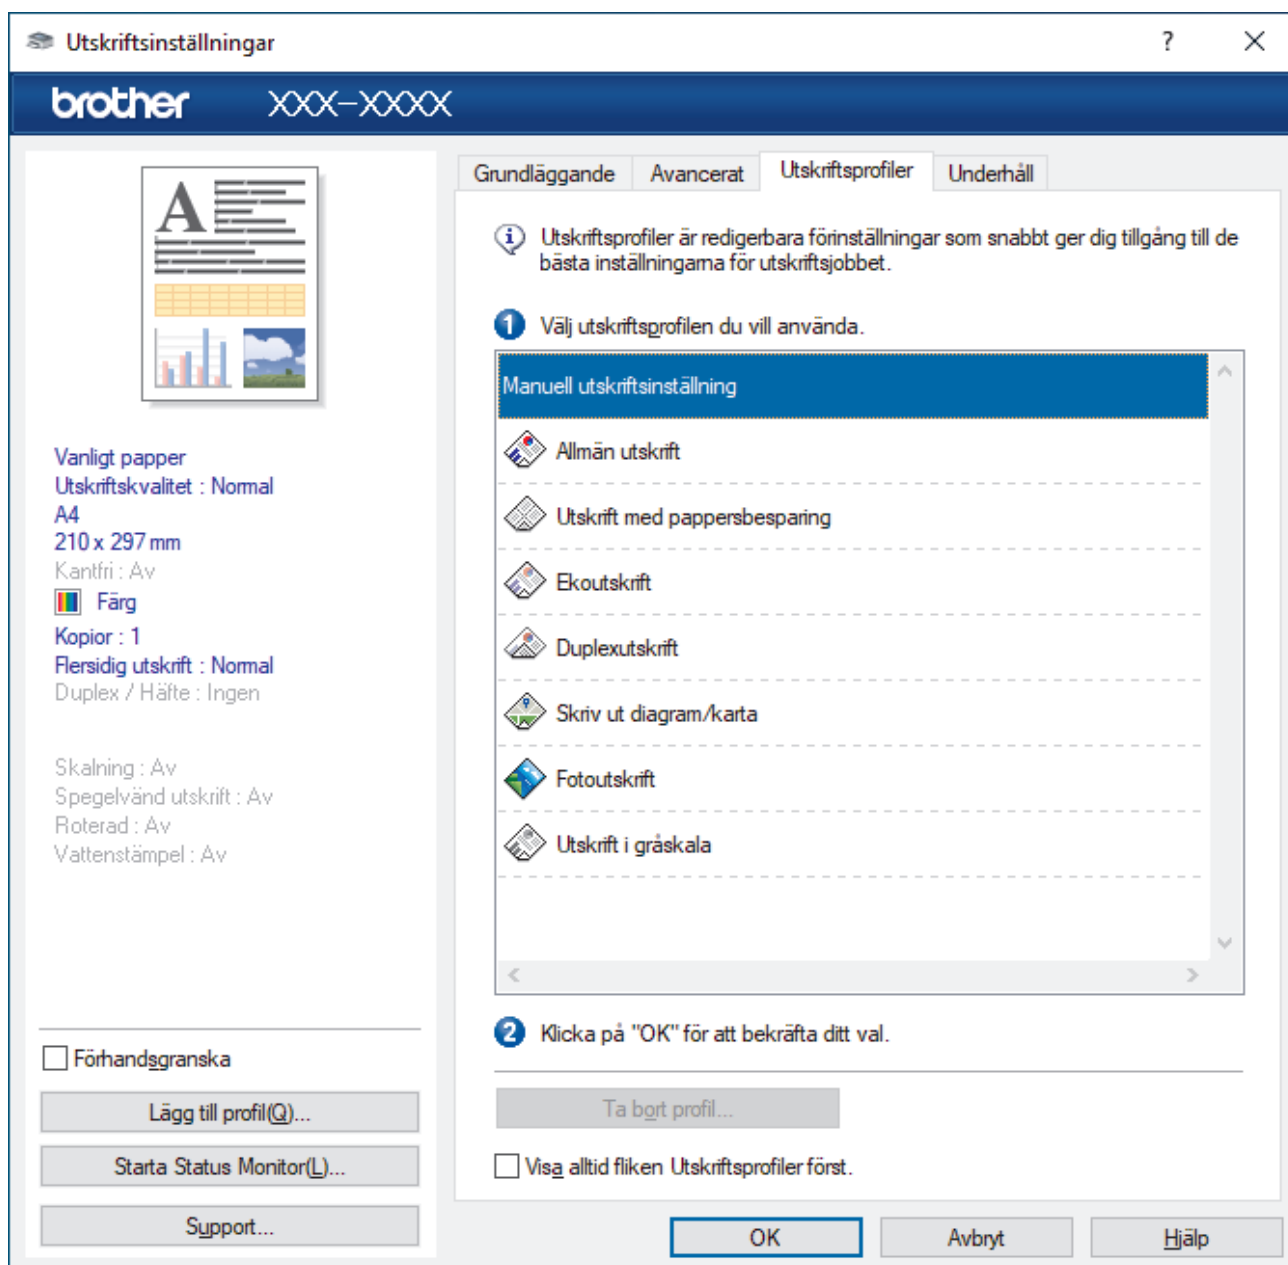 Utskriftsinställningar
?
brother XXX-XXXX
A
Vanligt papper
Utskriftskvalitet : Normal
A4
210 x 297 mm
Kantfri : Av
Färg
Kopior : 1
Flersidig utskrift : Normal
Duplex / Häfte : Ingen
Skalning : Av
Spegelvänd utskrift : Av
Roterad : Av
Vattenstämpel : Av
Förhandsgranska
Lägg till profil(Q)...
Starta Status Monitor(L)...
Support...
Grundläggande Avancerat Utskriftsprofiler Underhåll
Utskriftsprofiler är redigerbara förinställningar som snabbt ger dig tillgång till de
bästa inställningarna för utskriftsjobbet.
1 Välj utskriftsprofilen du vill använda.
Manuell utskriftsinställning
Allmän utskrift
Utskrift med pappersbesparing
Ekoutskrift
Duplexutskrift
Skriv ut diagram/karta
Fotoutskrift
Utskrift i gråskala
2 Klicka på "OK" för att bekräfta ditt val.
Ta bort profil...
Visa alltid fliken Utskriftsprofiler först.
OK Avbryt Hjälp